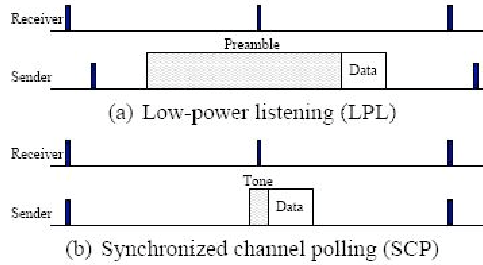 Receiver
Preamble
Sender
Data
(a) Low-power listening (LPL)
Receiver
Tone
Sender
Data
(b) Synchronized channel polling (SCP)